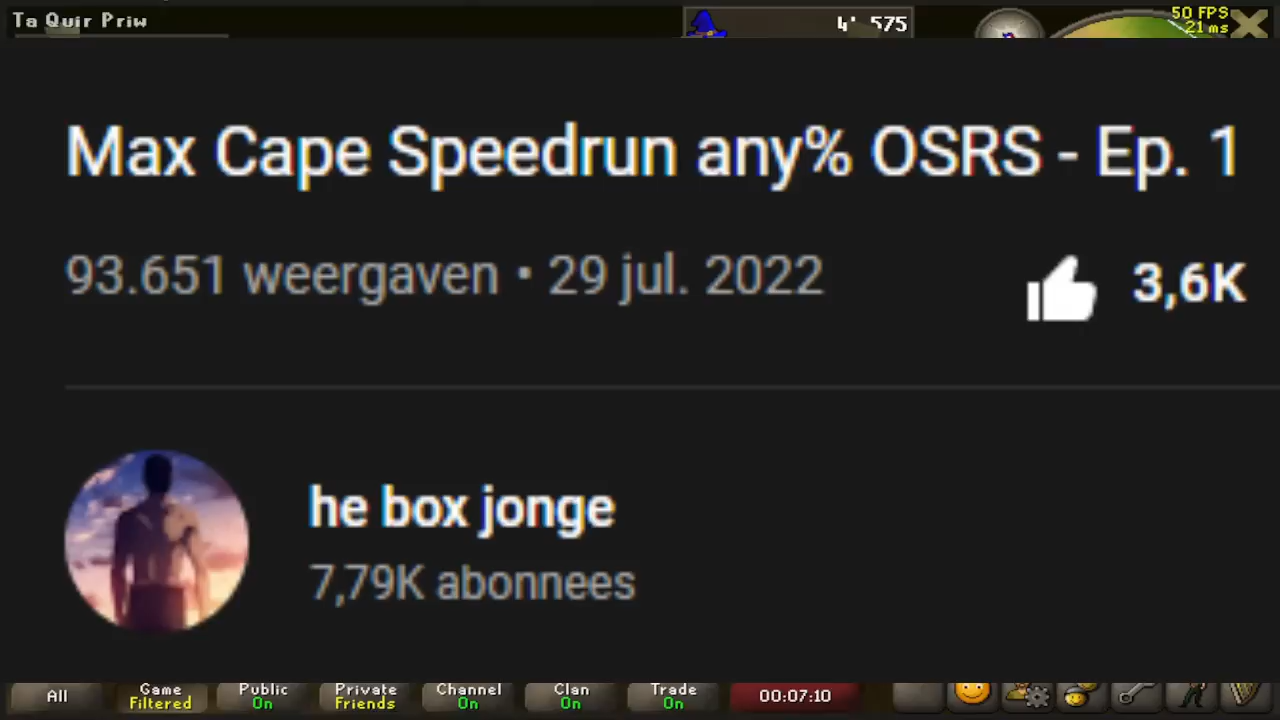 Ta Quir Priw
575
50 FPS
21 ms
Max Cape Speedrun any% OSRS - Ep. 1
93.651 weergaven • 29 jul. 2022
3,6K
he box jonge
7,79K abonnees
All
Game
Filtered
Public
On
Private
Friends
Channel
On
Clan
On
Trade
On
00:07:10